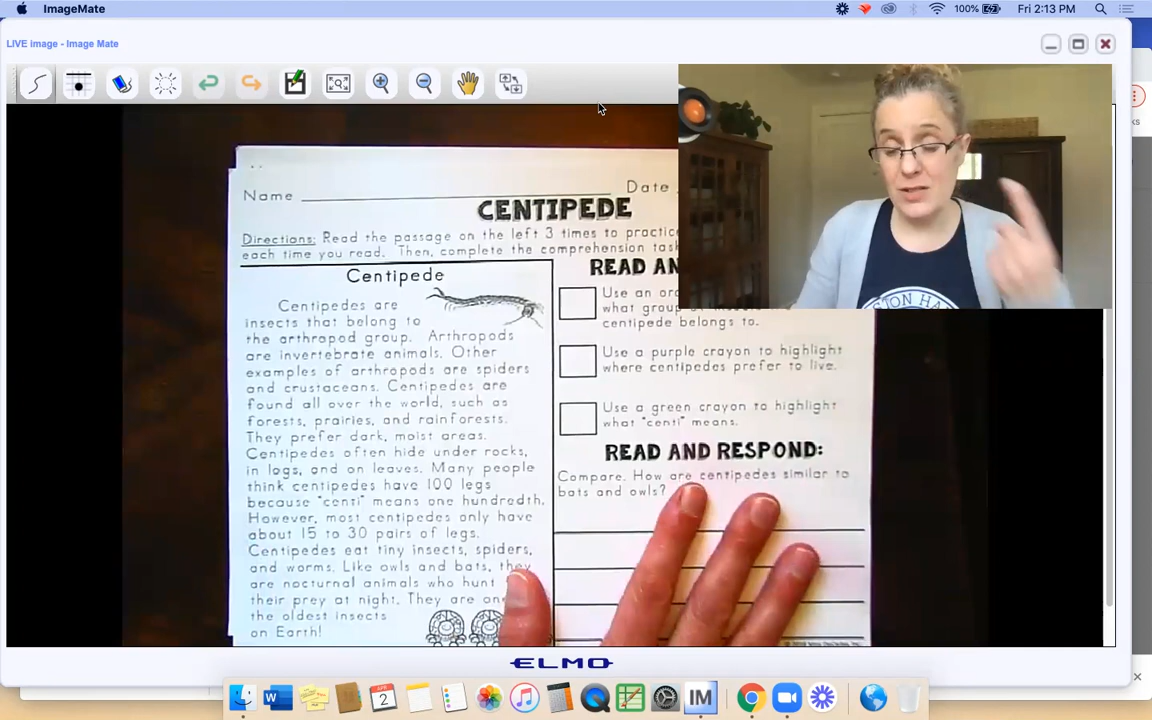 ImageMate
100%
Fri 2:13 PM
LIVE image - Image Mate
Name
Date
CENTIPEDE
Directions: Read the passage on the left 3 times to practice
each time you read. Then, complete the comprehension task
Centipede
Centipedes are
insects that belong to
the arthropod group. Arthropods
are invertebrate animals. Other
examples of arthropods are spiders
and crustaceans. Centipedes are
found all over the world, such as
forests, prairies, and rainforests.
They prefer dark, moist areas.
Centipedes often hide under rocks,
in logs, and on leaves. Many people
think centipedes have 100 legs
because "centi" means one hundredth.
However, most centipedes only have
about 15 to 30 pairs of legs.
Centipedes eat tiny insects, spiders,
and worms. Like owls and bats, they
are nocturnal animals who hunt
their prey at night. They are one
the oldest insects
on Earth!
READ AN
Use an
what group
centipede belongs to.
Use a purple crayon to highlight
where centipedes prefer to live.
Use a green crayon to highlight
what "centi" means.
READ AND RESPOND:
Compare. How are centipedes similar to
bats and owls?
STON HA
ks
ELMO
APR
2
IM